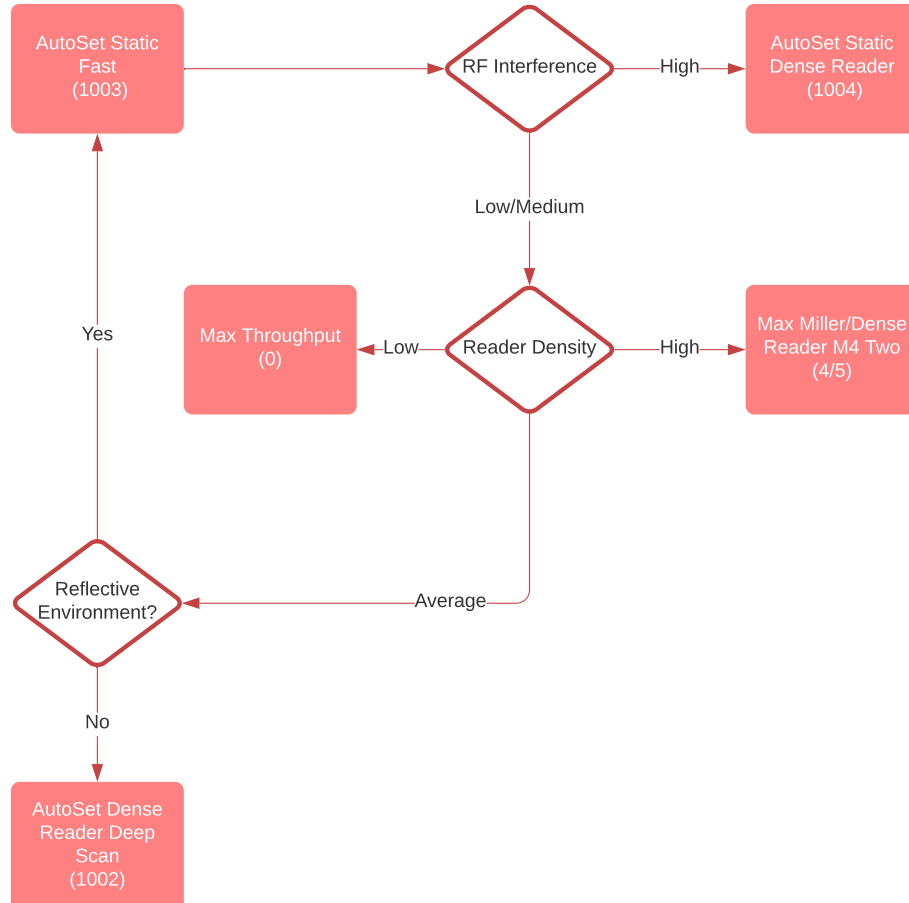 AutoSet Static
Fast
(1003)
RF Interference
High
AutoSet Static
Dense Reader
(1004)
Low/Medium
Max Throughput
(0)
Low
Reader Density
High
Max Miller/Dense
Reader M4 Two
(4/5)
Yes
Reflective
Environment?
Average
No
AutoSet Dense
Reader Deep
Scan
(1002)